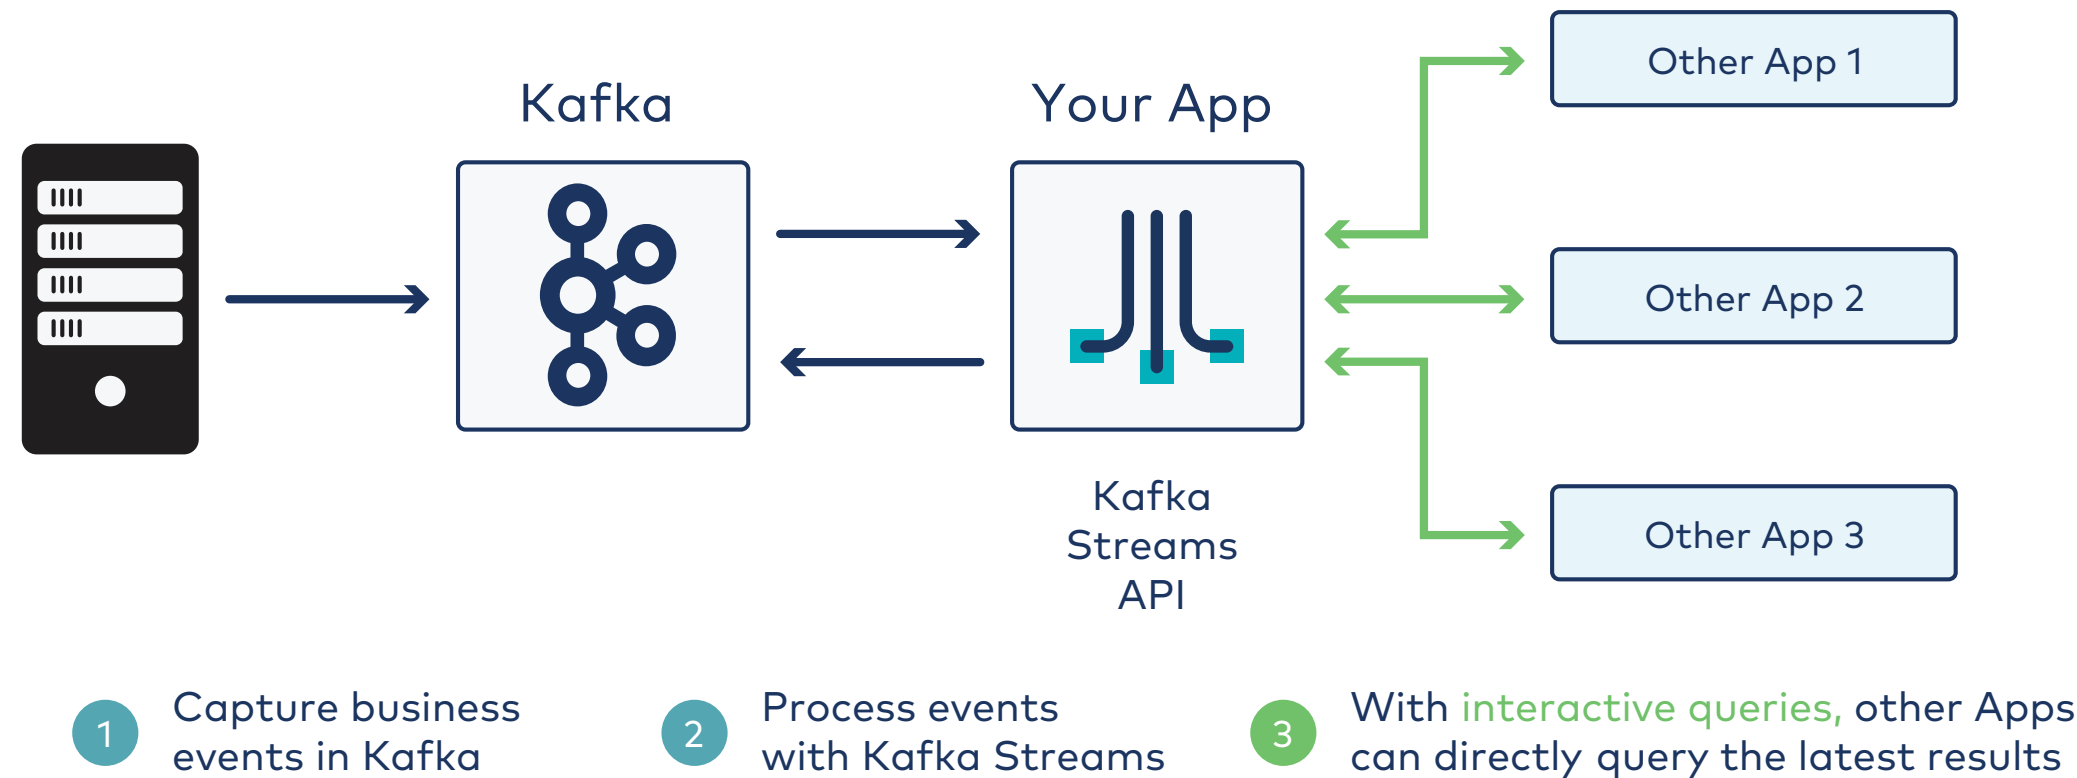 Kafka
Your App
Other App 1
Other App 2
Other App 3
Kafka
Streams
API
1
Capture business
events in Kafka
2
Process events
with Kafka Streams
3
With interactive queries, other Apps
can directly query the latest results